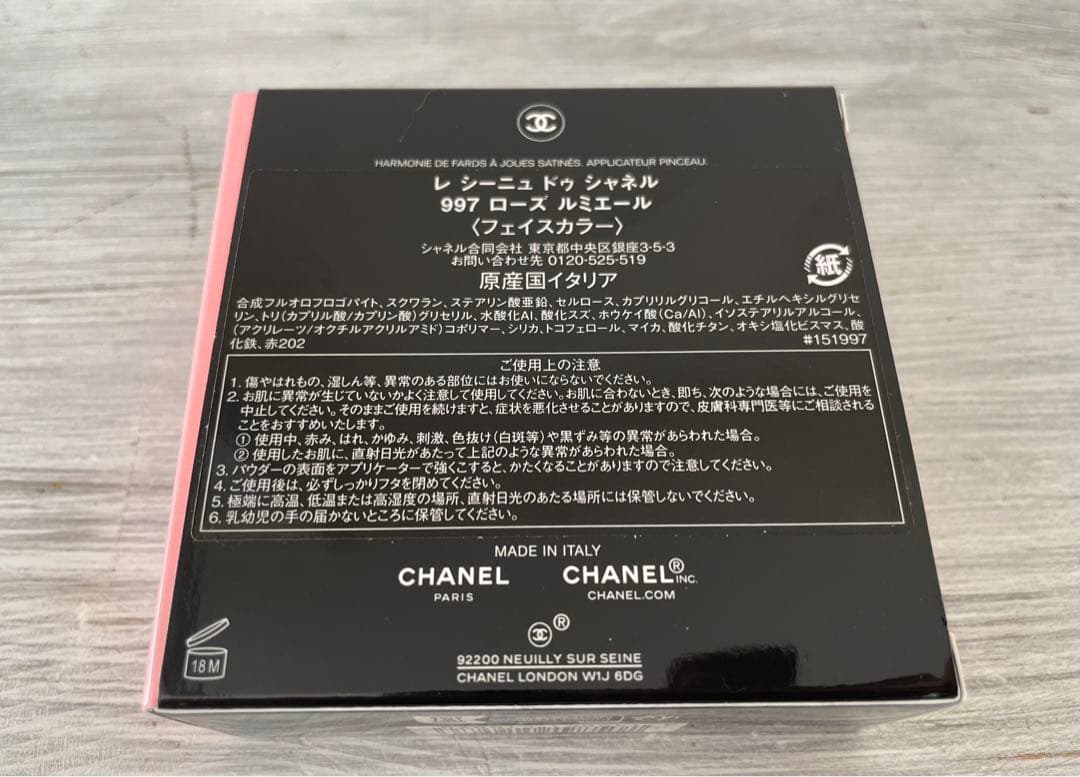 HARMONIE DE FARDS À JOUES SATINÉS. APPLICATEUR PINCEAU.
レ シーニュ ドゥ シャネル
997 ローズ ルミエール
〈フェイスカラー〉
シャネル合同会社 東京都中央区銀座3-5-3
お問い合わせ先 0120-525-519
原産国イタリア
紙
合成フルオロフロゴパイト、スクワラン、ステアリン酸亜鉛、セルロース、カプリリルグリコール、エチルヘキシルグリセ
リン、トリ(カプリル酸/カプリン酸)グリセリル、水酸化Al、酸化スズ、ホウケイ酸(Ca/Al)、イソステアリルアルコール、
(アクリレーツ/オクチルアクリルアミド)コポリマー、シリカ、トコフェロール、マイカ、酸化チタン、オキシ塩化ビスマス、酸
化鉄、赤202
#151997
ご使用上の注意
1. 傷やはれもの、湿しん等、異常のある部位にはお使いにならないでください。
2. お肌に異常が生じていないかよく注意して使用してください。お肌に合わないとき、即ち、次のような場合には、ご使用を
中止してください。そのままご使用を続けますと、症状を悪化させることがありますので、皮膚科専門医等にご相談される
ことをおすすめいたします。
① 使用中、赤み、はれ、かゆみ、刺激、色抜け(白斑等)や黒ずみ等の異常があらわれた場合。
② 使用したお肌に、直射日光があたって上記のような異常があらわれた場合。
3. パウダーの表面をアプリケーターで強くこすると、かたくなることがありますので注意してください。
4. ご使用後は、必ずしっかりフタを閉めてください。
5. 極端に高温、低温または高湿度の場所、直射日光のあたる場所には保管しないでください。
6. 乳幼児の手の届かないところに保管してください。
MADE IN ITALY
CHANEL
PARIS
CHANEL® INC.
CHANEL.COM
®
18 M
92200 NEUILLY SUR SEINE
CHANEL LONDON W1J 6DG